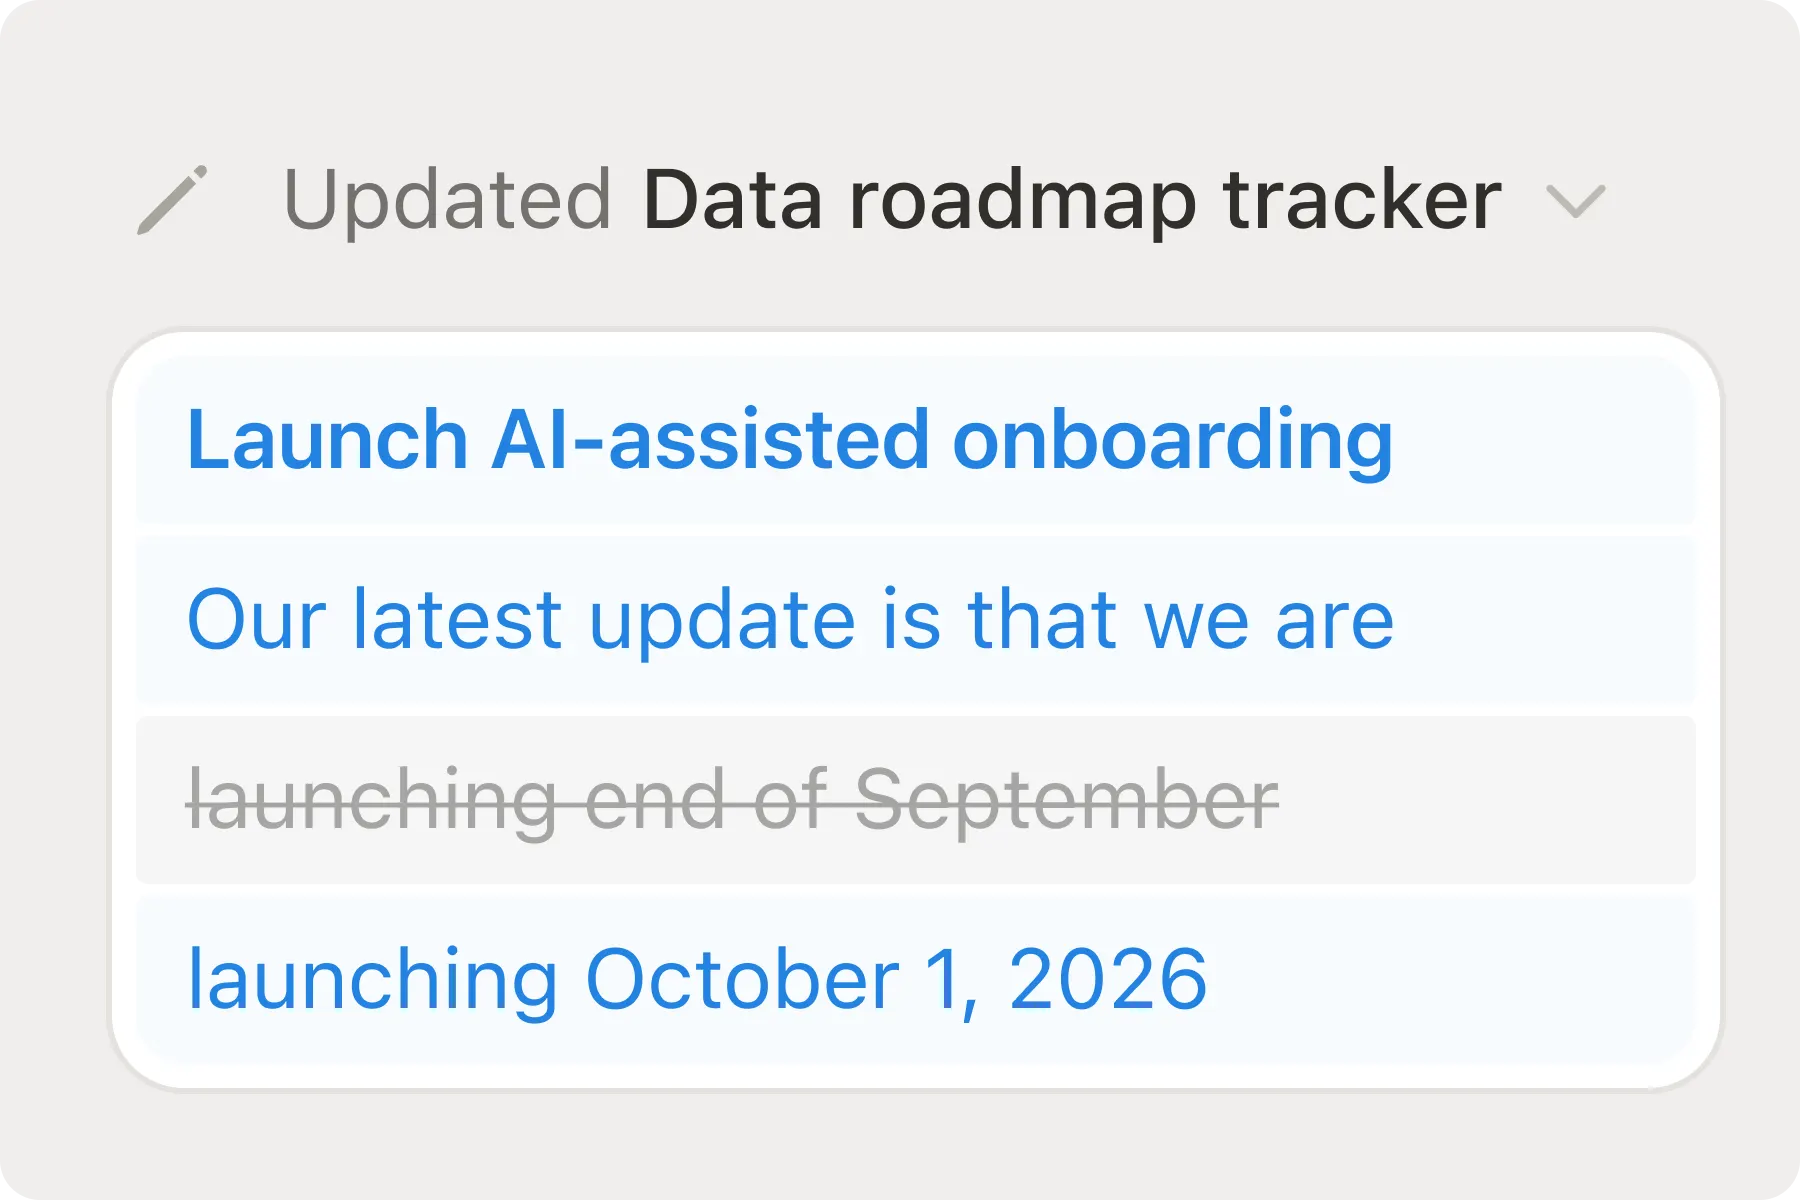 Updated Data roadmap tracker
Launch AI-assisted onboarding
Our latest update is that we are
launching end of September
launching October 1, 2026